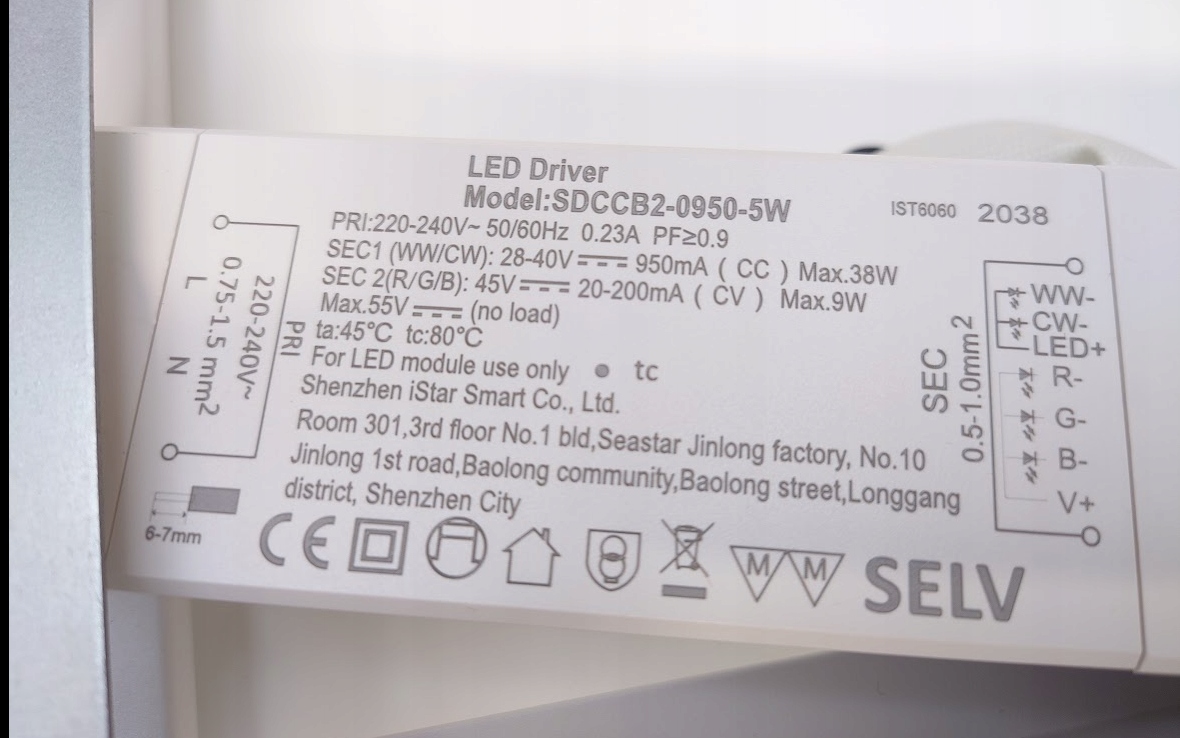 LED Driver
Model:SDCCB2-0950-5W
IST6060 2038
PRI:220-240V~ 50/60Hz 0.23A PF≥0.9
SEC1 (WW/CW): 28-40V⎓950mA ( CC ) Max.38W
SEC 2(R/G/B): 45V⎓20-200mA ( CV ) Max.9W
Max.55V⎓(no load)
ta:45°C tc:80°C
For LED module use only ● tc
Shenzhen iStar Smart Co., Ltd.
Room 301,3rd floor No.1 bld,Seastar Jinlong factory, No.10
Jinlong 1st road,Baolong community,Baolong street,Longgang
district, Shenzhen City
PRI
220-240V~
0.75-1.5 mm2
L N
6-7mm
CE
M M
SELV
SEC
0.5-1.0mm2
WW-
CW-
LED+
R-
G-
B-
V+